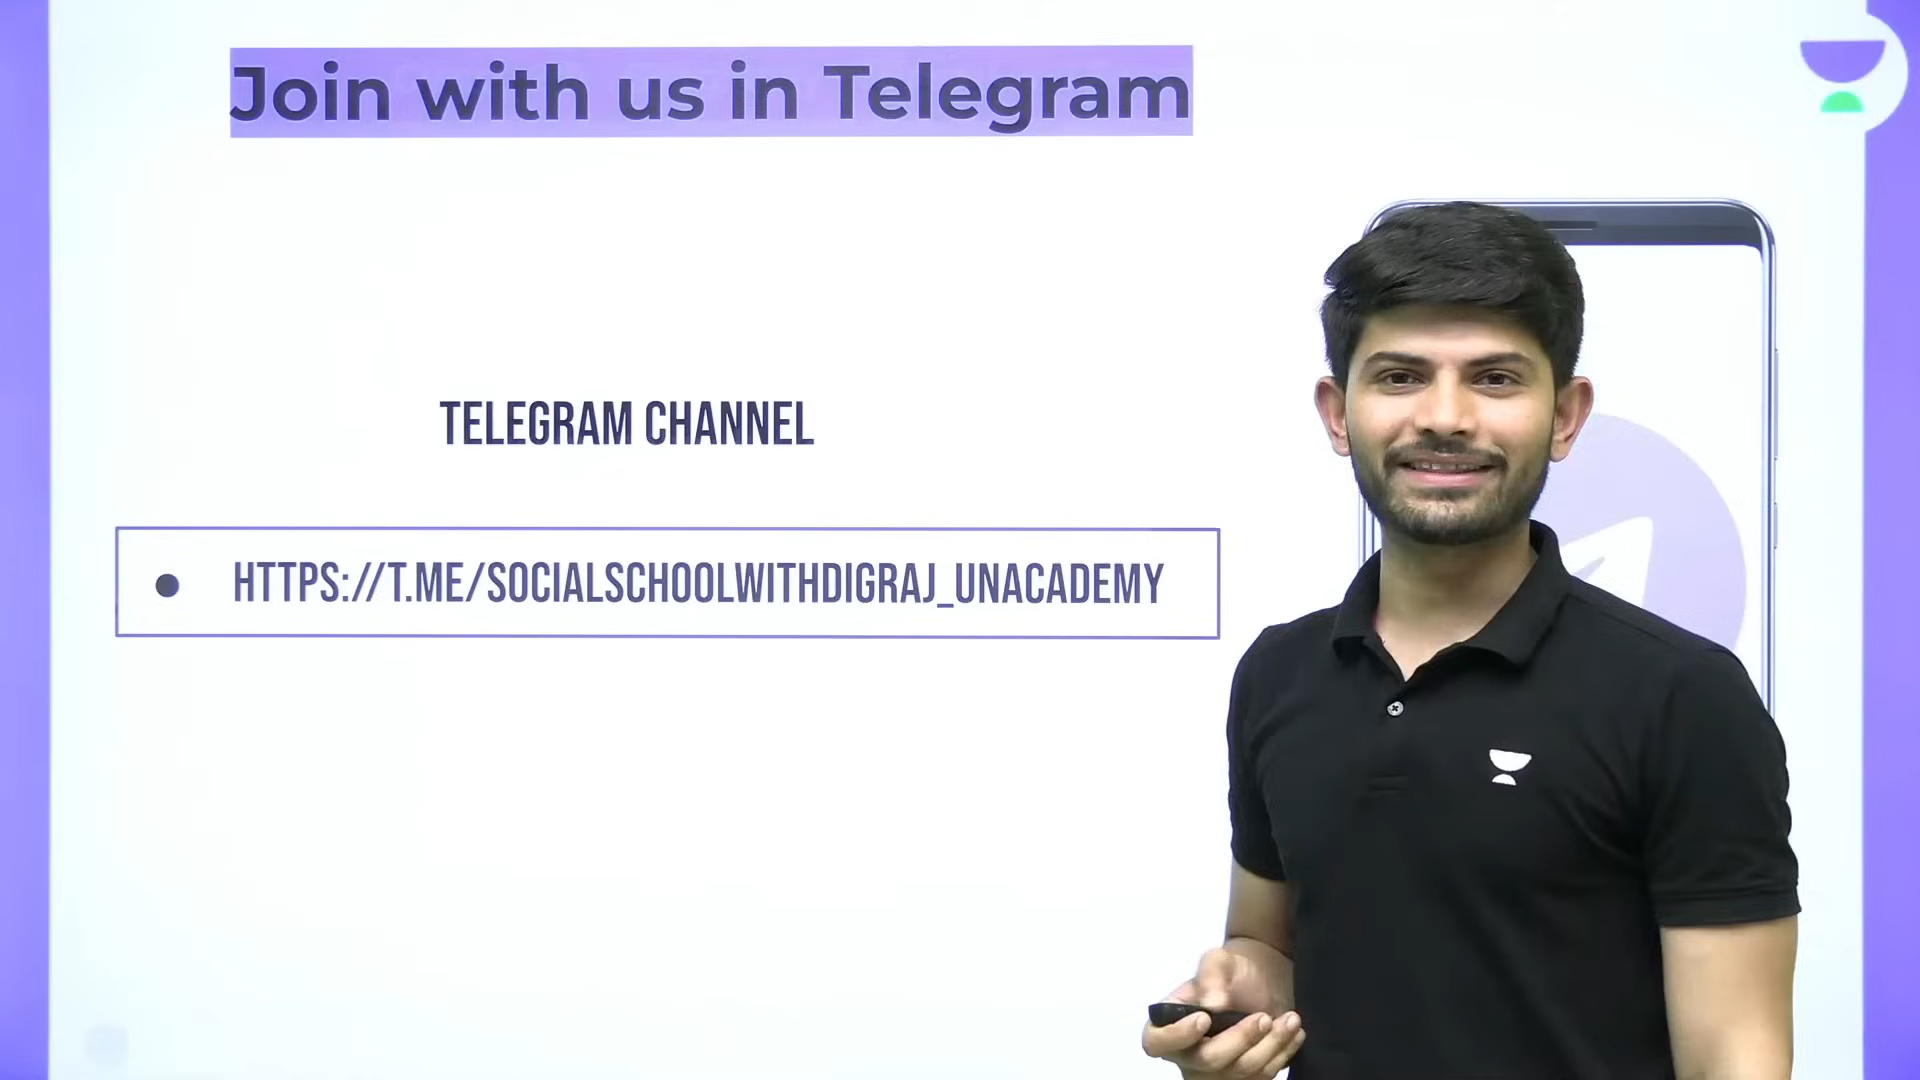 Join with us in Telegram
TELEGRAM CHANNEL
● HTTPS://T.ME/SOCIALSCHOOLWITHDIGRAJ_UNACADEMY